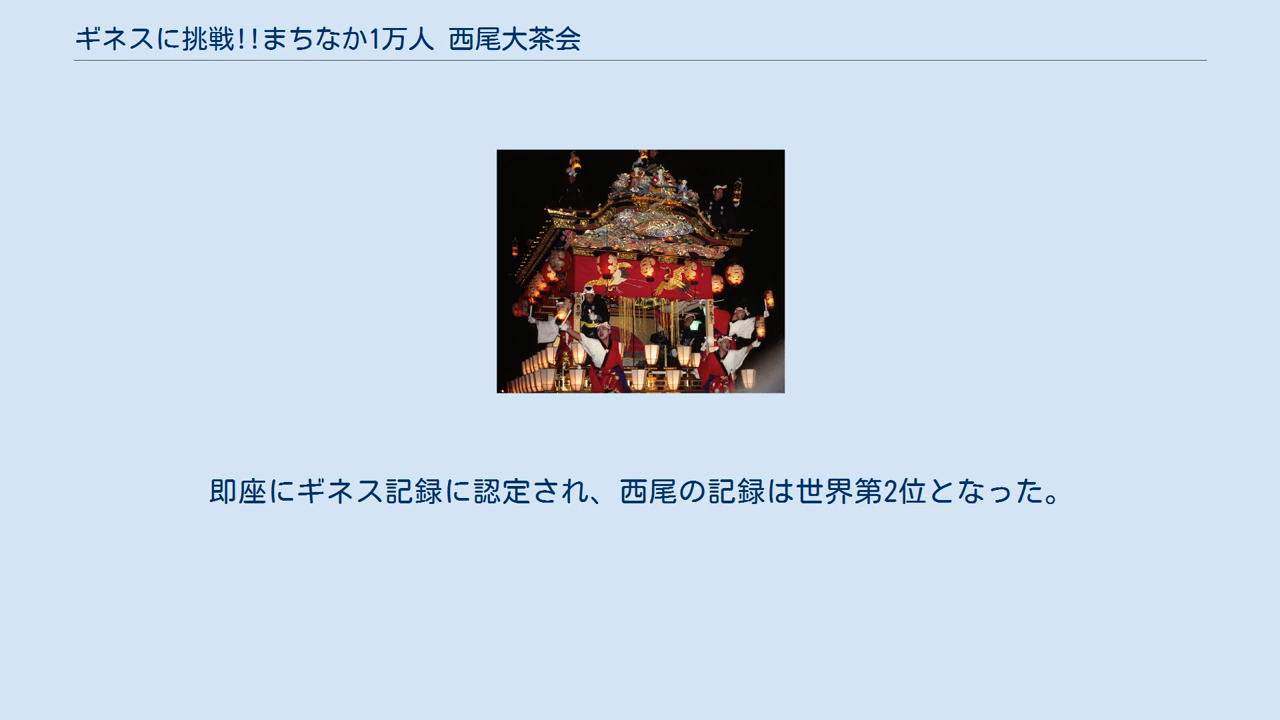 ギネスに挑戦!!まちなか1万人 西尾大茶会
即座にギネス記録に認定され、西尾の記録は世界第2位となった。